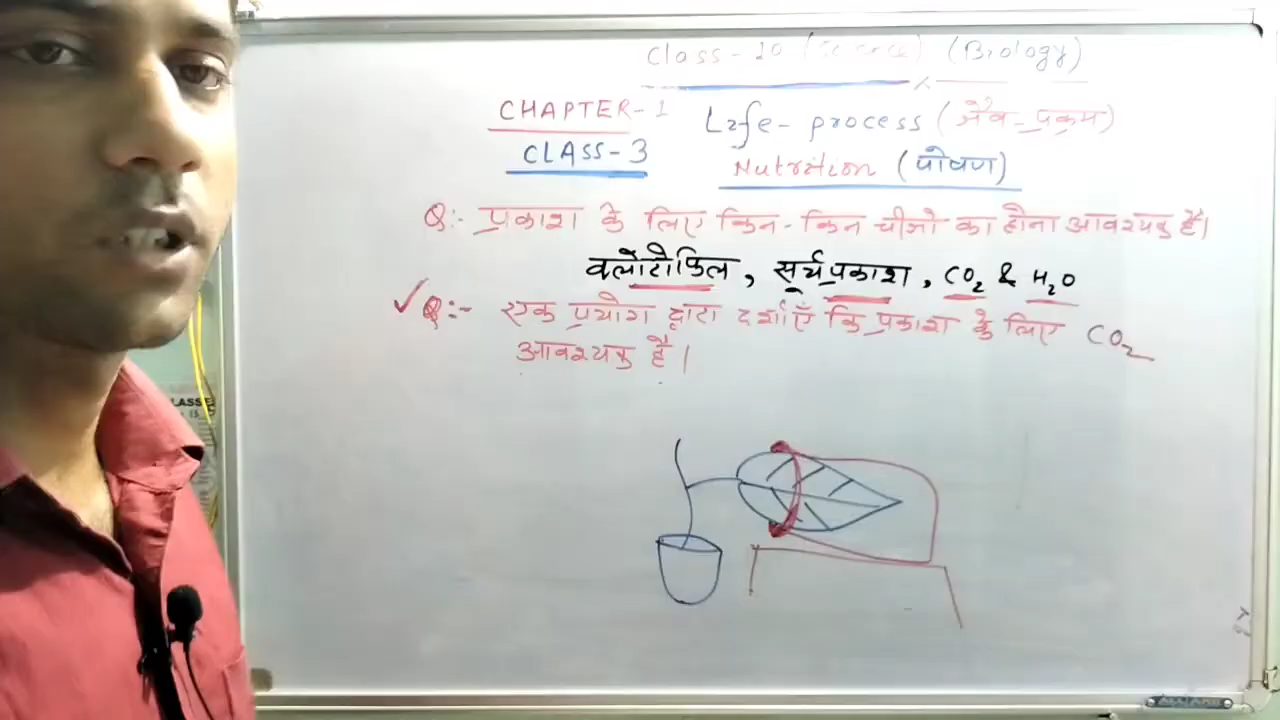 Class-10 (Science) (Biology)
CHAPTER-1 Life-process (जैव-प्रक्रम)
CLASS-3 Nutrition (पोषण)
Q:- प्रकाश के लिए किन-किन चीजो का होना आवश्यक है।
क्लोरोफिल, सूर्यप्रकाश, CO₂ & H₂O
✓Q:- एक प्रयोग द्वारा दर्शाएँ कि प्रकाश के लिए CO₂
आवश्यक है।
LASSE